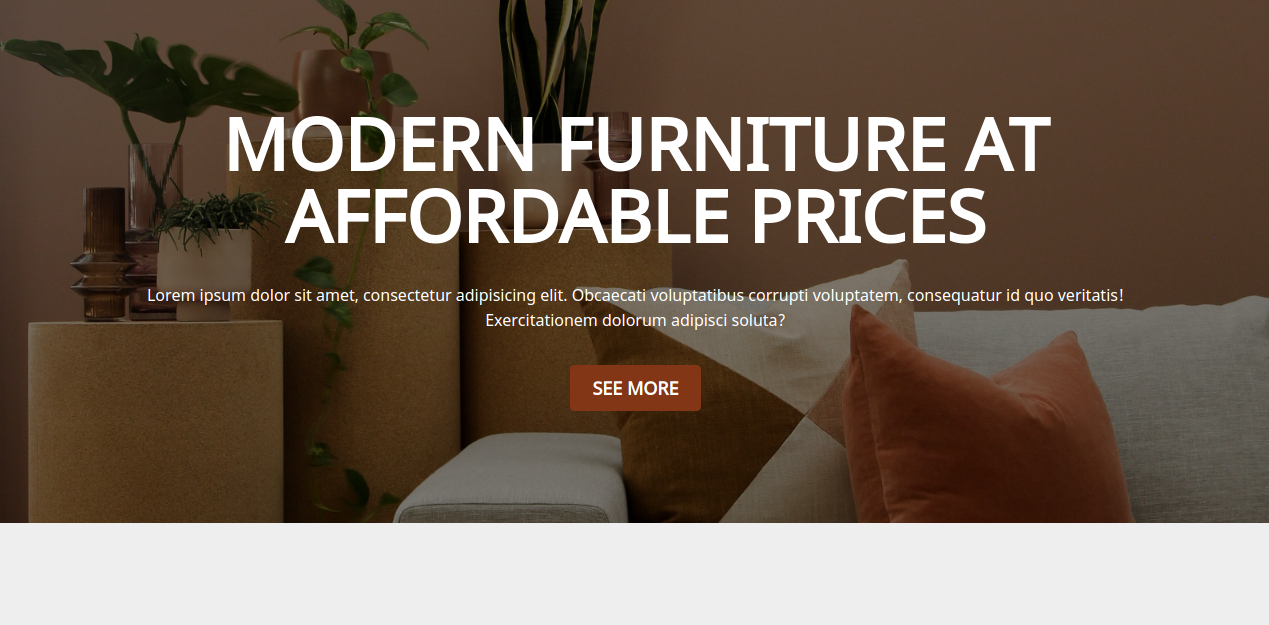 MODERN FURNITURE AT
AFFORDABLE PRICES
Lorem ipsum dolor sit amet, consectetur adipisicing elit. Obcaecati voluptatibus corrupti voluptatem, consequatur id quo veritatis!
Exercitationem dolorum adipisci soluta?
SEE MORE